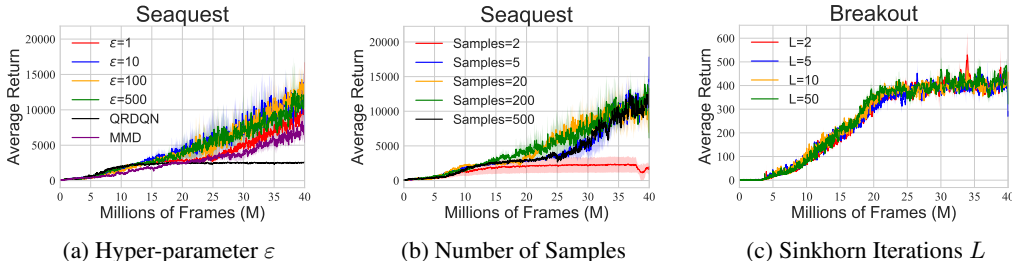 Seaquest
Average Return
20000
15000
10000
5000
0
ε=1
ε=10
ε=100
ε=500
QRDQN
MMD
0 5 10 15 20 25 30 35 40
Millions of Frames (M)
(a) Hyper-parameter ε
Seaquest
Average Return
20000
15000
10000
5000
0
Samples=2
Samples=5
Samples=20
Samples=200
Samples=500
0 5 10 15 20 25 30 35 40
Millions of Frames (M)
(b) Number of Samples
Breakout
Average Return
600
500
400
300
200
100
0
L=2
L=5
L=10
L=50
0 5 10 15 20 25 30 35 40
Millions of Frames (M)
(c) Sinkhorn Iterations L